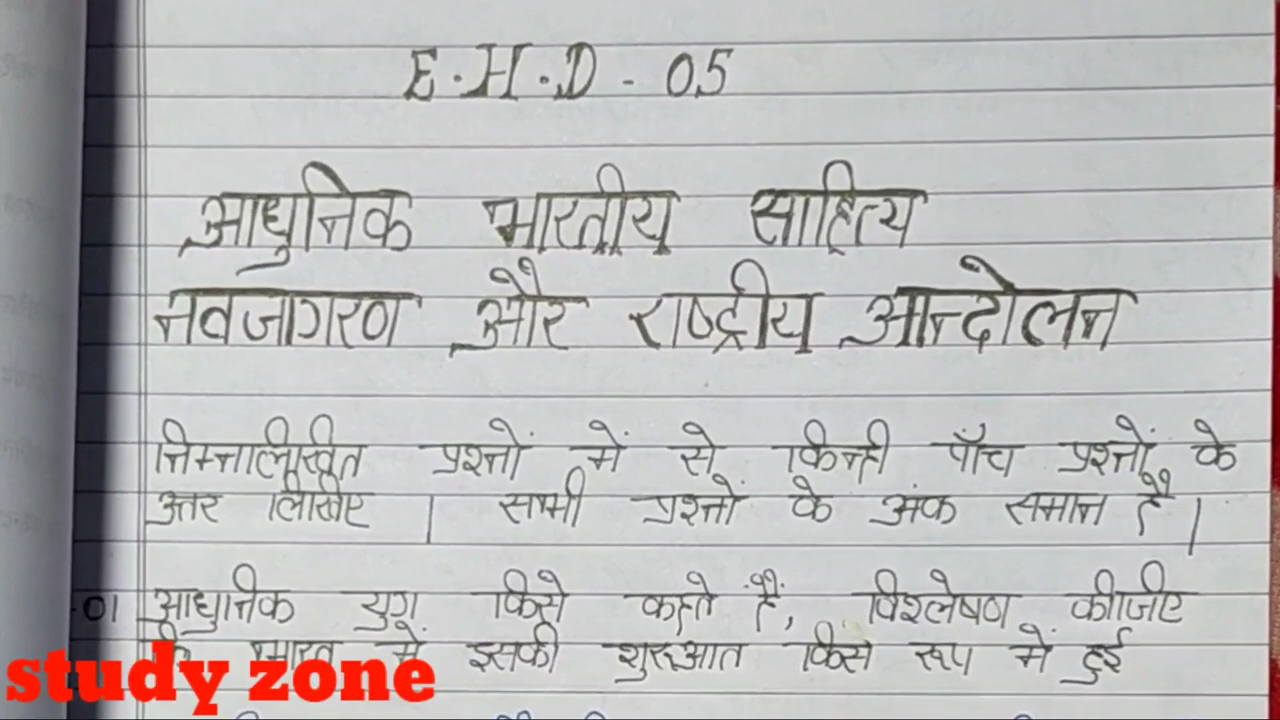 E.H.D - 05
आधुनिक भारतीय साहित्य
नवजागरण और राष्ट्रीय आन्दोलन
निम्नलिखित प्रश्नों में से किन्ही पाँच प्रश्नों के
उत्तर लिखिए । सभी प्रश्नों के अंक समान है।
01 आधुनिक युग किसे कहते हैं, विश्लेषण कीजिए
कि भारत में इसकी शुरूआत किस रूप में हुई
study zone